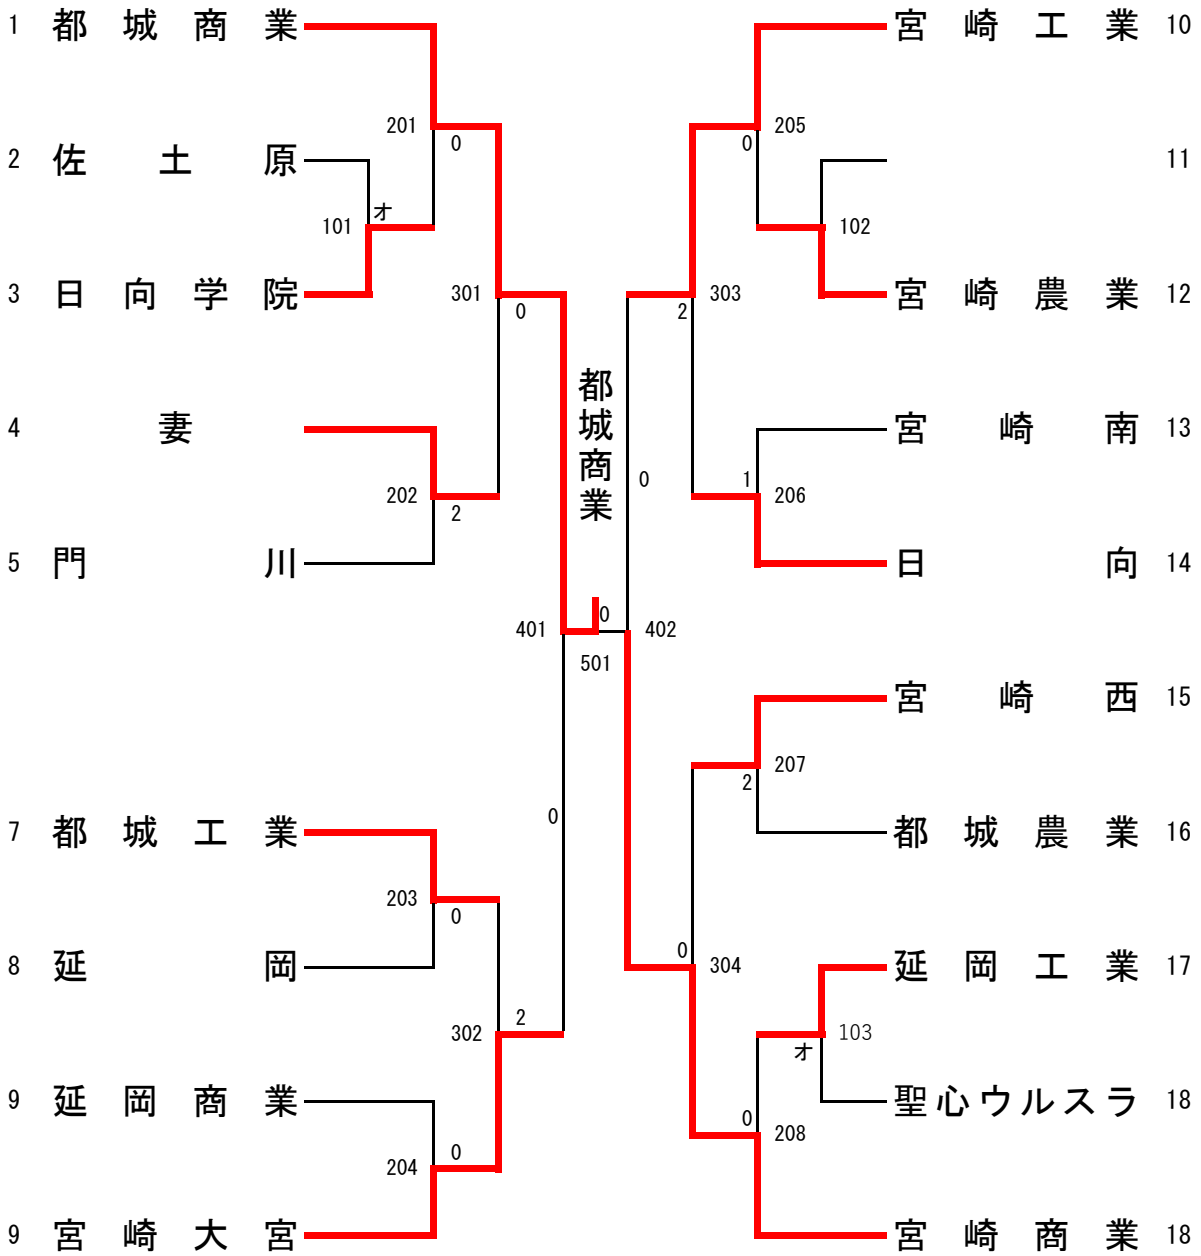 1 都城商業
201
0
2 佐土原
オ
101
3 日向学院
301
0
4 妻
202
2
5 門川
401
0
7 都城工業
203
0
8 延岡
302
2
9 延岡商業
204
0
9 宮崎大宮
都城商業
0
501
宮崎工業 10
205
0
11
102
宮崎農業 12
303
2
宮崎南 13
0
1
206
日向 14
402
宮崎西 15
207
2
都城農業 16
0
304
延岡工業 17
103
オ
聖心ウルスラ 18
0
208
宮崎商業 18